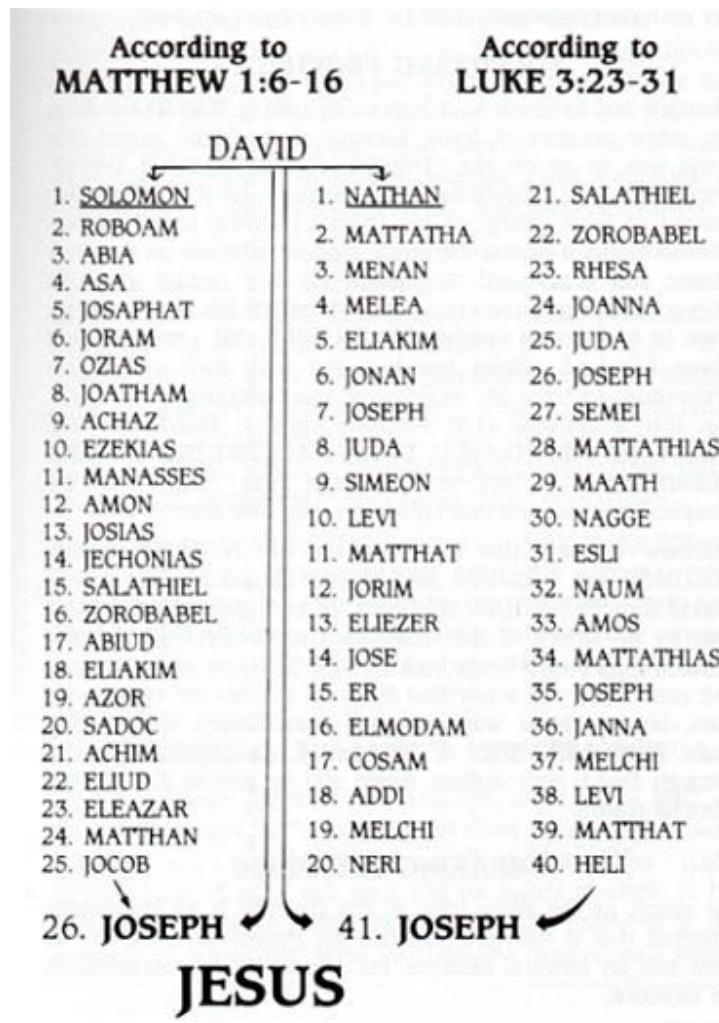 According to
MATTHEW 1:6-16
According to
LUKE 3:23-31
DAVID
1. SOLOMON
2. ROBOAM
3. ABIA
4. ASA
5. JOSAPHAT
6. JORAM
7. OZIAS
8. JOATHAM
9. ACHAZ
10. EZEKIAS
11. MANASSES
12. AMON
13. JOSIAS
14. JECHONIAS
15. SALATHIEL
16. ZOROBABEL
17. ABIUD
18. ELIAKIM
19. AZOR
20. SADOC
21. ACHIM
22. ELIUD
23. ELEAZAR
24. MATTHAN
25. JOCOB
26. JOSEPH
1. NATHAN
2. MATTATHA
3. MENAN
4. MELEA
5. ELIAKIM
6. JONAN
7. JOSEPH
8. JUDA
9. SIMEON
10. LEVI
11. MATTHAT
12. JORIM
13. ELIEZER
14. JOSE
15. ER
16. ELMODAM
17. COSAM
18. ADDI
19. MELCHI
20. NERI
21. SALATHIEL
22. ZOROBABEL
23. RHESA
24. JOANNA
25. JUDA
26. JOSEPH
27. SEMEI
28. MATTATHIAS
29. MAATH
30. NAGGE
31. ESLI
32. NAUM
33. AMOS
34. MATTATHIAS
35. JOSEPH
36. JANNA
37. MELCHI
38. LEVI
39. MATTHAT
40. HELI
41. JOSEPH
JESUS